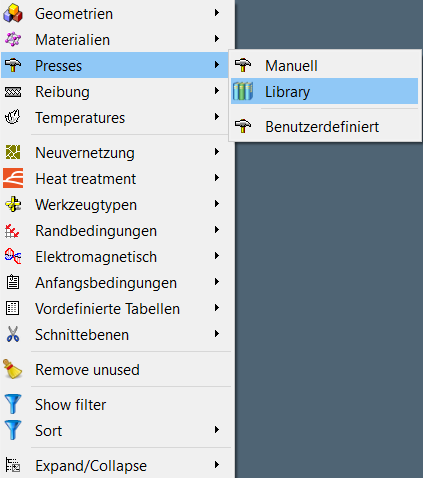 Geometrien
Materialien
Presses
Manuell
Reibung
Library
Temperatures
Benutzerdefiniert
Neuvernetzung
Heat treatment
Werkzeugtypen
Randbedingungen
Elektromagnetisch
Anfangsbedingungen
Vordefinierte Tabellen
Schnittebenen
Remove unused
Show filter
Sort
Expand/Collapse